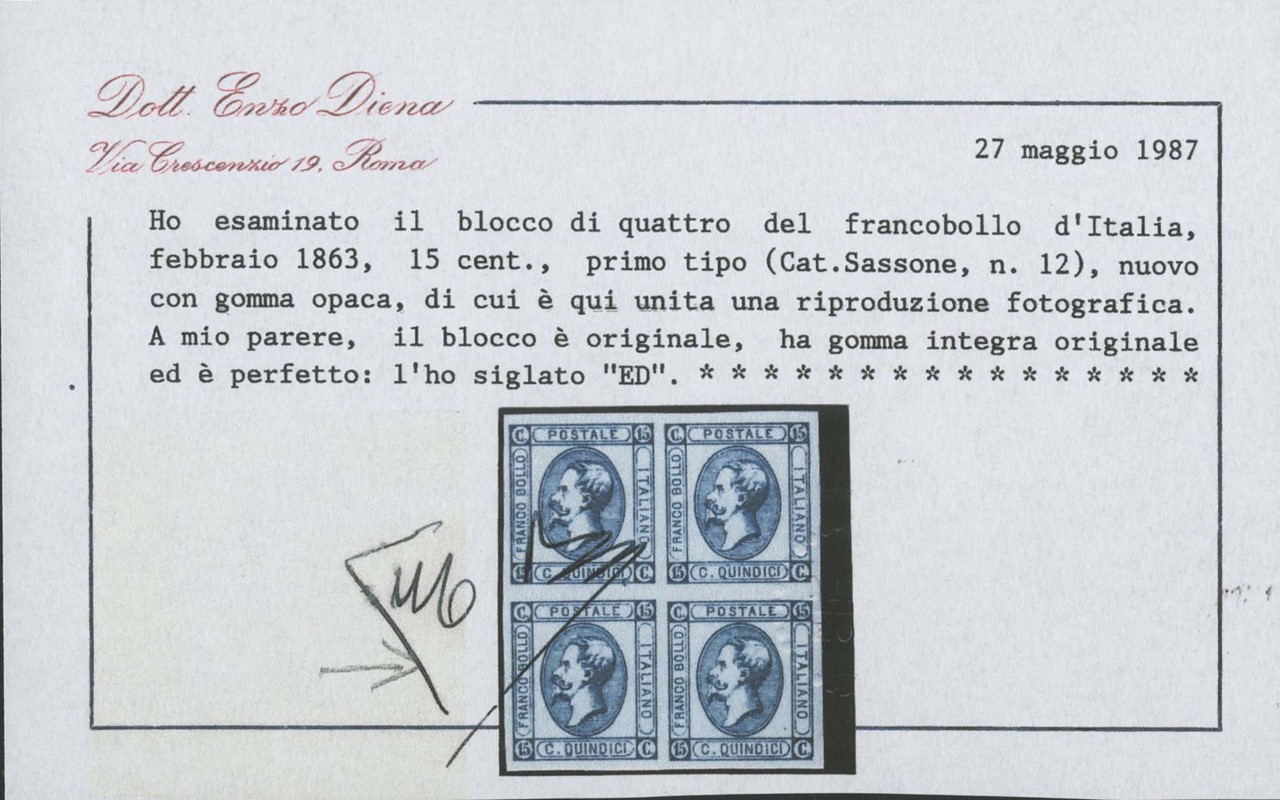 Dott. Enzo Diena
Via Crescenzio 19, Roma
27 maggio 1987
Ho esaminato il blocco di quattro del francobollo d'Italia,
febbraio 1863, 15 cent., primo tipo (Cat.Sassone, n. 12), nuovo
con gomma opaca, di cui è qui unita una riproduzione fotografica.
A mio parere, il blocco è originale, ha gomma integra originale
ed è perfetto: l'ho siglato "ED". * * * * * * * * * * * * * * * *
C. POSTALE 15
FRANCO BOLLO
ITALIANO
15 C. QUINDICI C.
C. POSTALE 15
FRANCO BOLLO
ITALIANO
15 C. QUINDICI C.
C. POSTALE 15
FRANCO BOLLO
ITALIANO
15 C. QUINDICI C.
C. POSTALE 15
FRANCO BOLLO
ITALIANO
15 C. QUINDICI C.